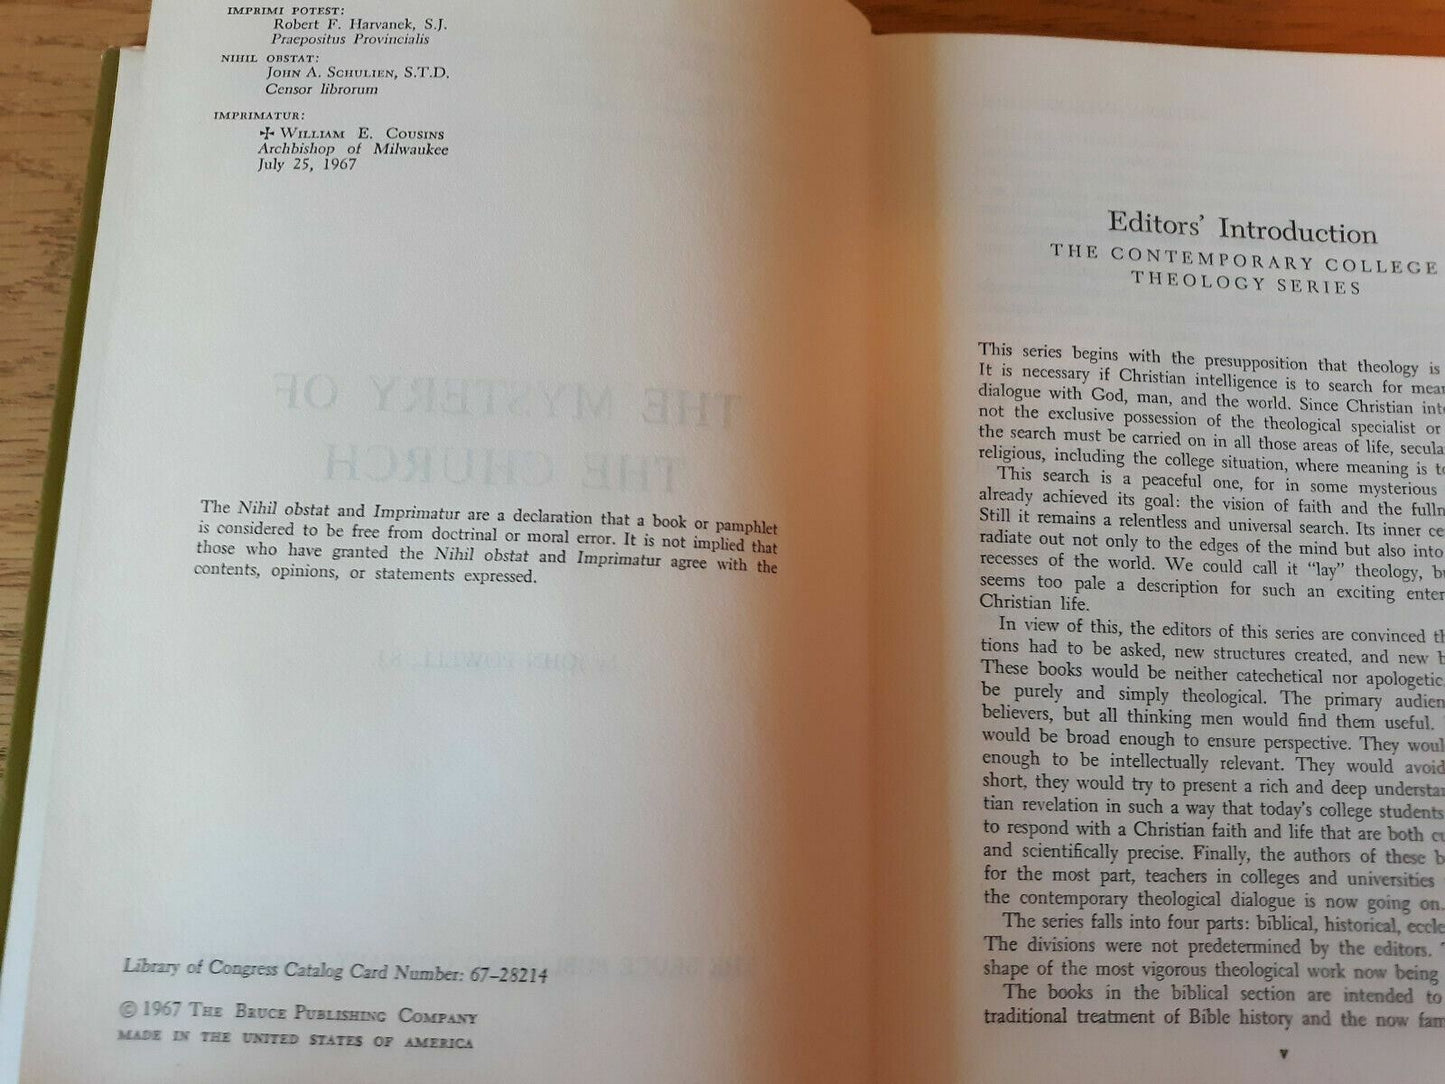 IMPRIMI POTEST:
Robert F. Harvanek, S.J.
Praepositus Provincialis
NIHIL OBSTAT:
JOHN A. SCHULIEN, S.T.D.
Censor librorum
IMPRIMATUR:
✠ WILLIAM E. COUSINS
Archbishop of Milwaukee
July 25, 1967
THE MYSTERY OF
THE CHURCH
The Nihil obstat and Imprimatur are a declaration that a book or pamphlet
is considered to be free from doctrinal or moral error. It is not implied that
those who have granted the Nihil obstat and Imprimatur agree with the
contents, opinions, or statements expressed.
JOHN POWELL, S.J.
Library of Congress Catalog Card Number: 67–28214
© 1967 THE BRUCE PUBLISHING COMPANY
MADE IN THE UNITED STATES OF AMERICA
Editors' Introduction
THE CONTEMPORARY COLLEGE
THEOLOGY SERIES
This series begins with the presupposition that theology is
It is necessary if Christian intelligence is to search for mean
dialogue with God, man, and the world. Since Christian inte
not the exclusive possession of the theological specialist or
the search must be carried on in all those areas of life, secula
religious, including the college situation, where meaning is to
This search is a peaceful one, for in some mysterious
already achieved its goal: the vision of faith and the fulln
Still it remains a relentless and universal search. Its inner ce
radiate out not only to the edges of the mind but also into
recesses of the world. We could call it "lay" theology, bu
seems too pale a description for such an exciting enter
Christian life.
In view of this, the editors of this series are convinced th
tions had to be asked, new structures created, and new b
These books would be neither catechetical nor apologetic.
be purely and simply theological. The primary audien
believers, but all thinking men would find them useful.
would be broad enough to ensure perspective. They woul
enough to be intellectually relevant. They would avoid
short, they would try to present a rich and deep understa
tian revelation in such a way that today's college students
to respond with a Christian faith and life that are both cu
and scientifically precise. Finally, the authors of these b
for the most part, teachers in colleges and universities
the contemporary theological dialogue is now going on.
The series falls into four parts: biblical, historical, eccle
The divisions were not predetermined by the editors. T
shape of the most vigorous theological work now being
The books in the biblical section are intended to
traditional treatment of Bible history and the now fam
v